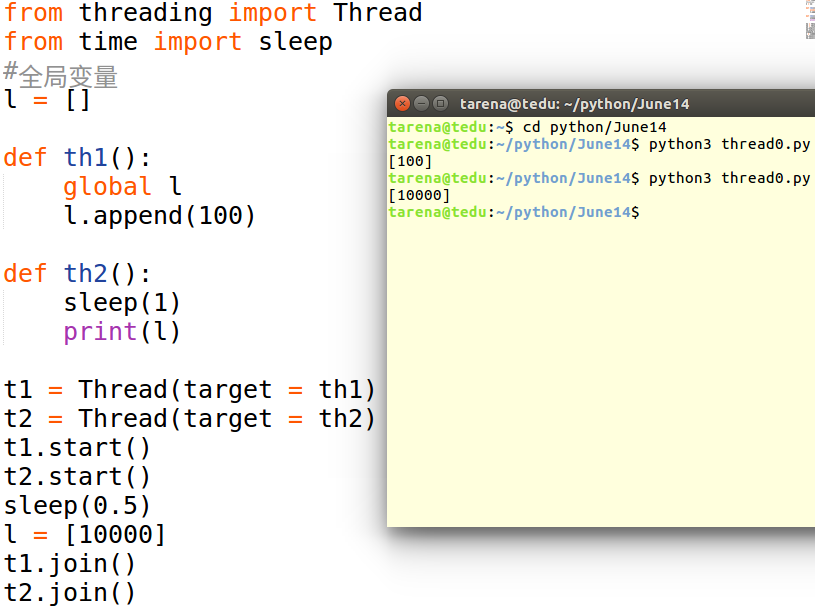 from threading import Thread
from time import sleep
#全局变量
l = []
def th1():
global l
l.append(100)
def th2():
sleep(1)
print(l)
t1 = Thread(target = th1)
t2 = Thread(target = th2)
t1.start()
t2.start()
sleep(0.5)
l = [10000]
t1.join()
t2.join()
tarena@tedu: ~/python/June14
tarena@tedu:~$ cd python/June14
tarena@tedu:~/python/June14$ python3 thread0.py
[100]
tarena@tedu:~/python/June14$ python3 thread0.py
[10000]
tarena@tedu:~/python/June14$